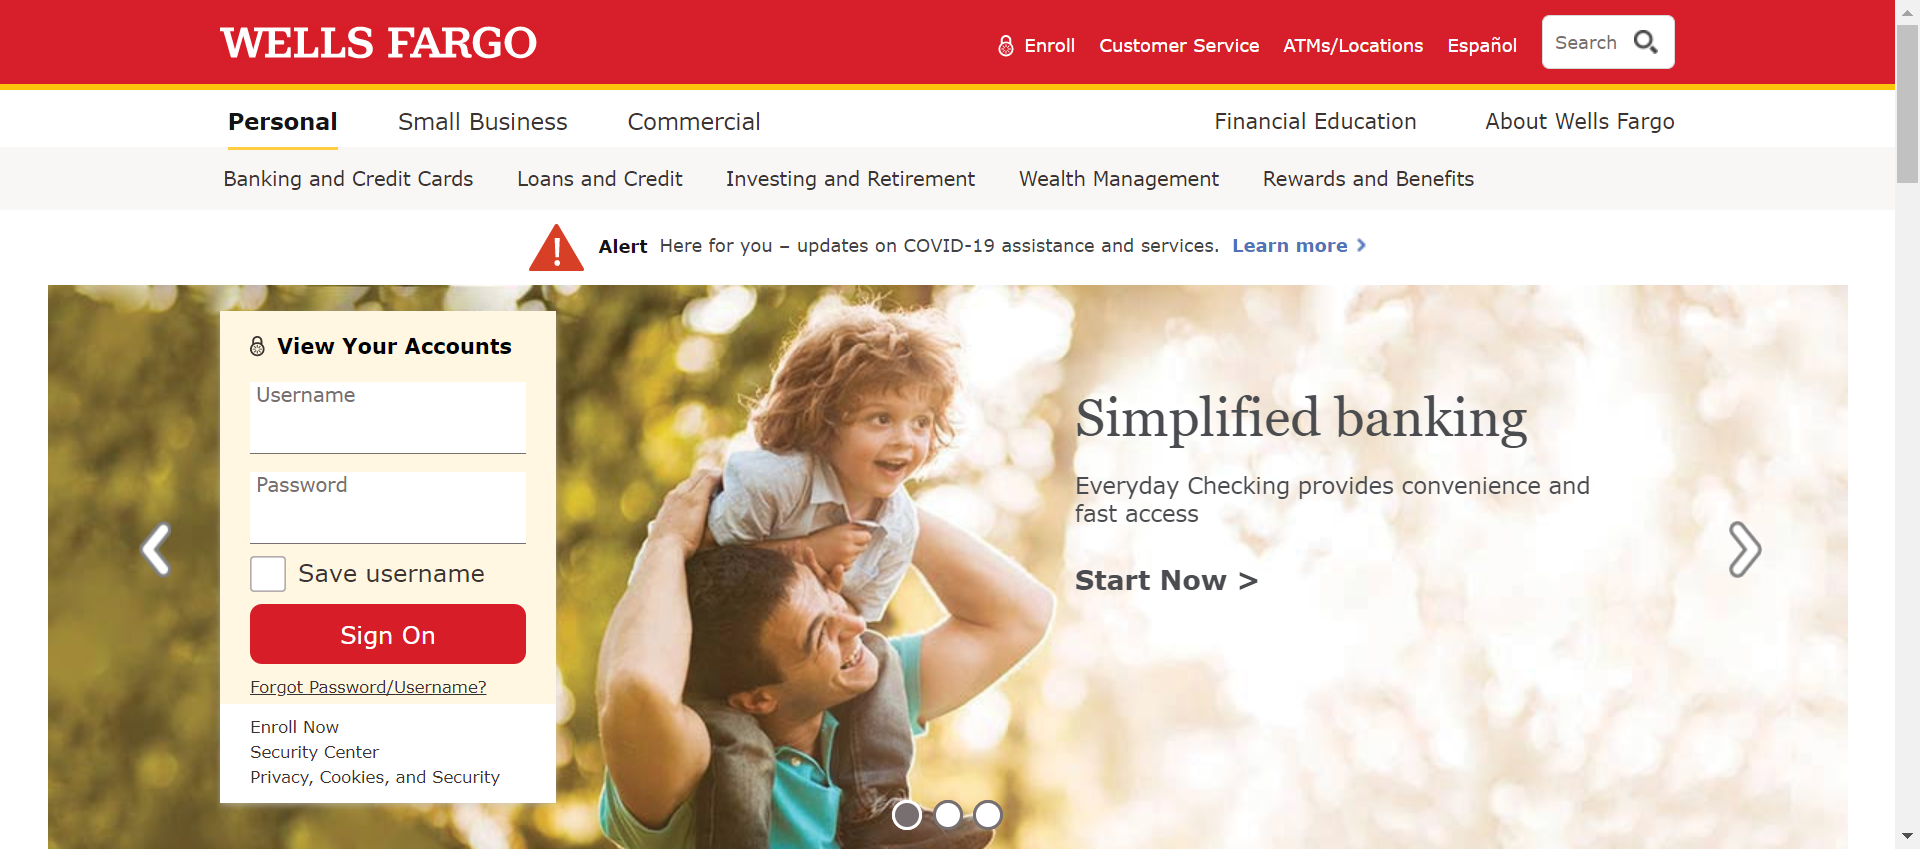 WELLS FARGO
Enroll Customer Service ATMs/Locations Español Search
Personal Small Business Commercial Financial Education About Wells Fargo
Banking and Credit Cards Loans and Credit Investing and Retirement Wealth Management Rewards and Benefits
Alert Here for you – updates on COVID-19 assistance and services. Learn more
View Your Accounts
Username
Password
Save username
Sign On
Forgot Password/Username?
Enroll Now
Security Center
Privacy, Cookies, and Security
Simplified banking
Everyday Checking provides convenience and
fast access
Start Now >